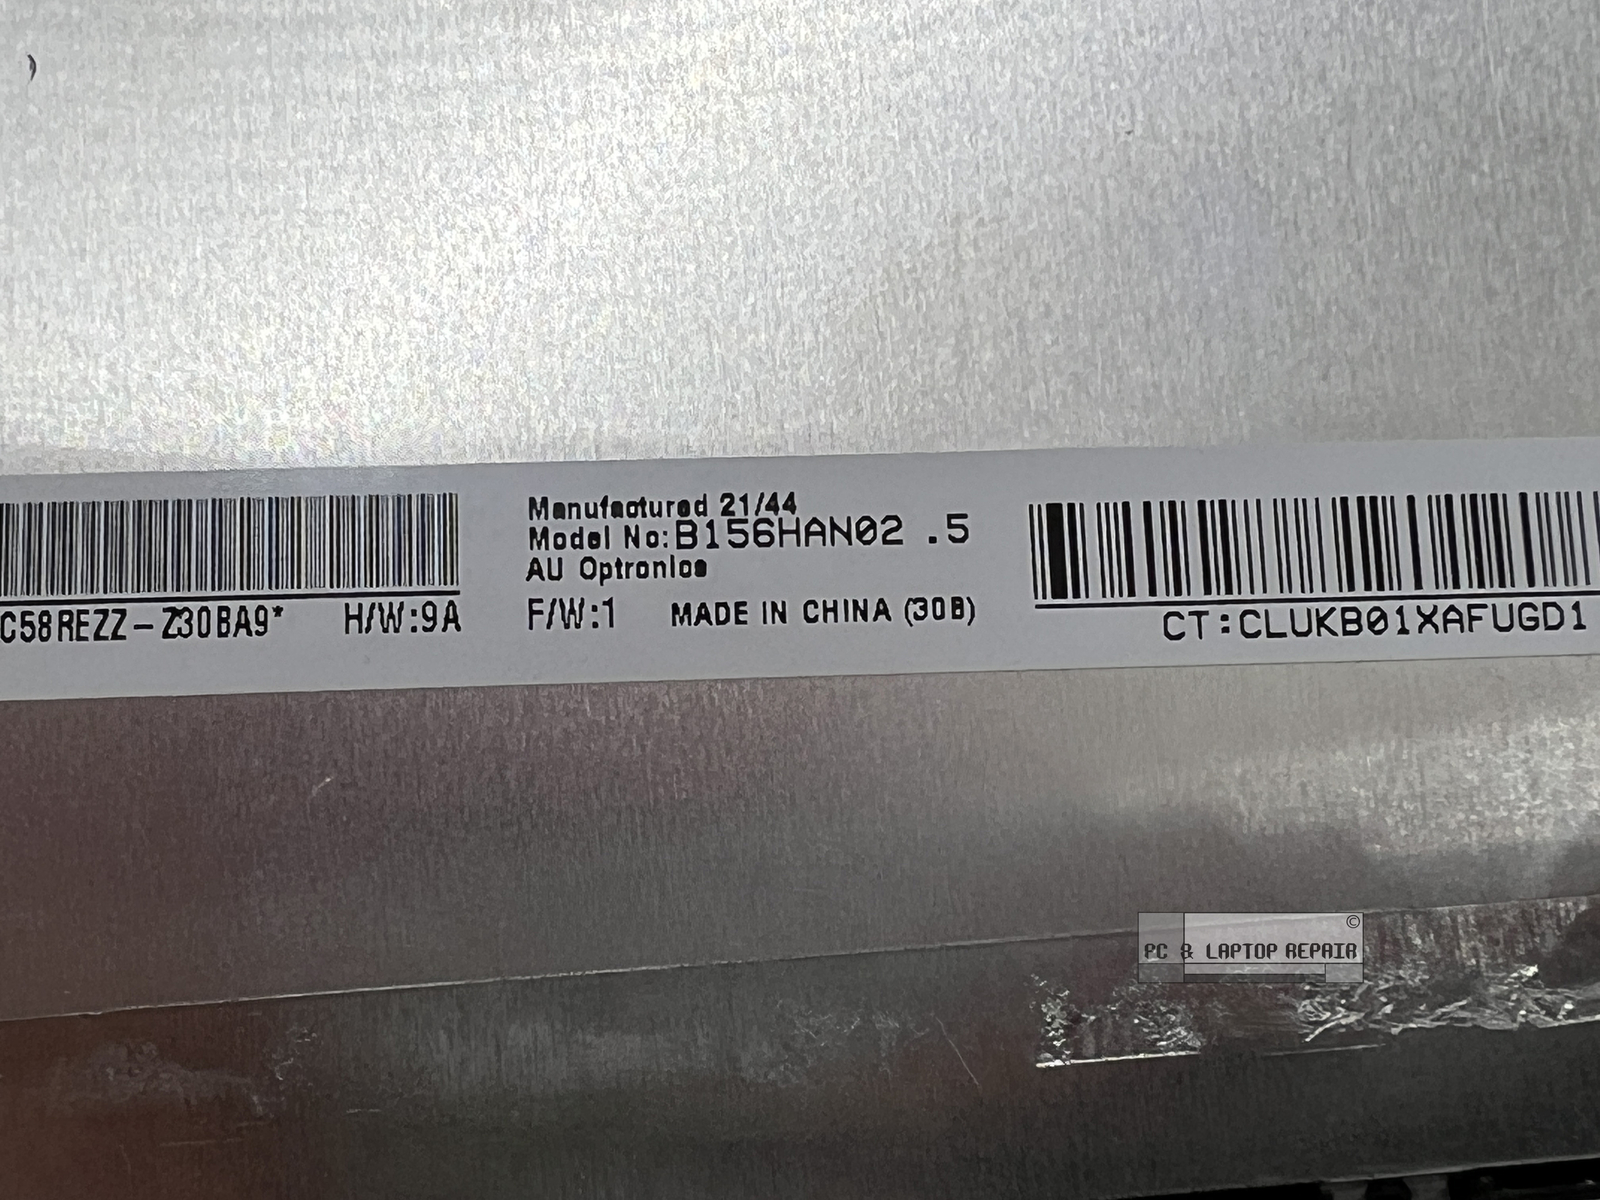 C58REZZ-Z30BA9* H/W:9A
Manufactured 21/44
Model No:B156HAN02 .5
AU Optronics
F/W:1 MADE IN CHINA (30B)
CT:CLUKB01XAFUGD1
© PC & LAPTOP REPAIR